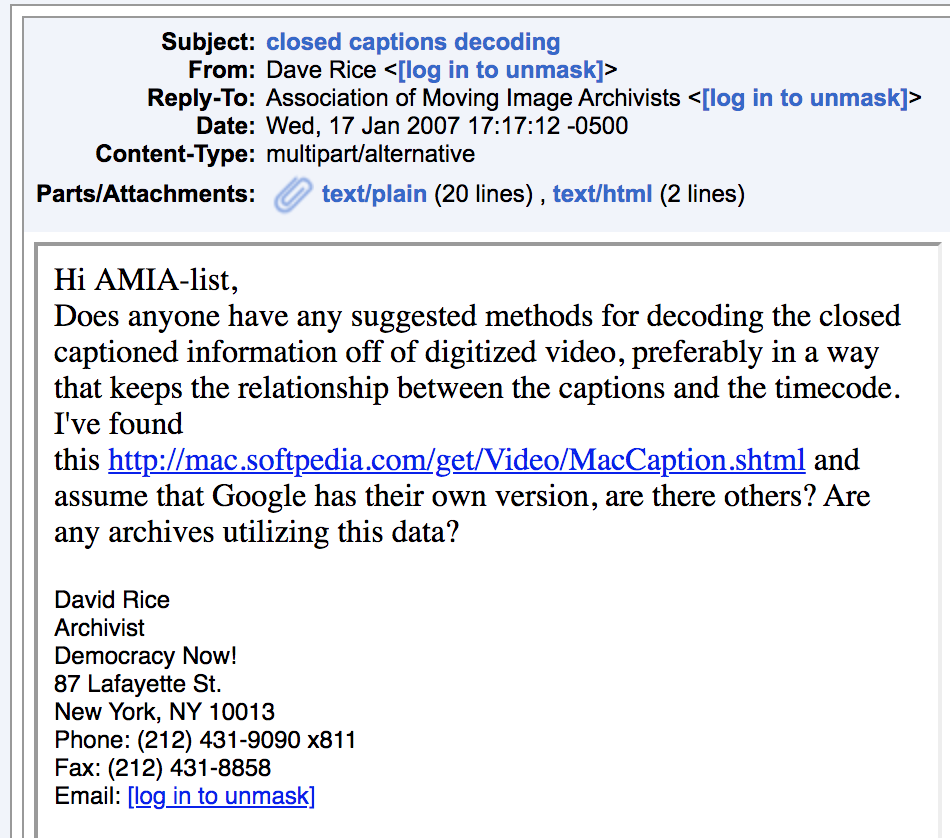 Subject: closed captions decoding
From: Dave Rice <[log in to unmask]>
Reply-To: Association of Moving Image Archivists <[log in to unmask]>
Date: Wed, 17 Jan 2007 17:17:12 -0500
Content-Type: multipart/alternative
Parts/Attachments: text/plain (20 lines) , text/html (2 lines)
Hi AMIA-list,
Does anyone have any suggested methods for decoding the closed
captioned information off of digitized video, preferably in a way
that keeps the relationship between the captions and the timecode.
I've found
this http://mac.softpedia.com/get/Video/MacCaption.shtml and
assume that Google has their own version, are there others? Are
any archives utilizing this data?
David Rice
Archivist
Democracy Now!
87 Lafayette St.
New York, NY 10013
Phone: (212) 431-9090 x811
Fax: (212) 431-8858
Email: [log in to unmask]